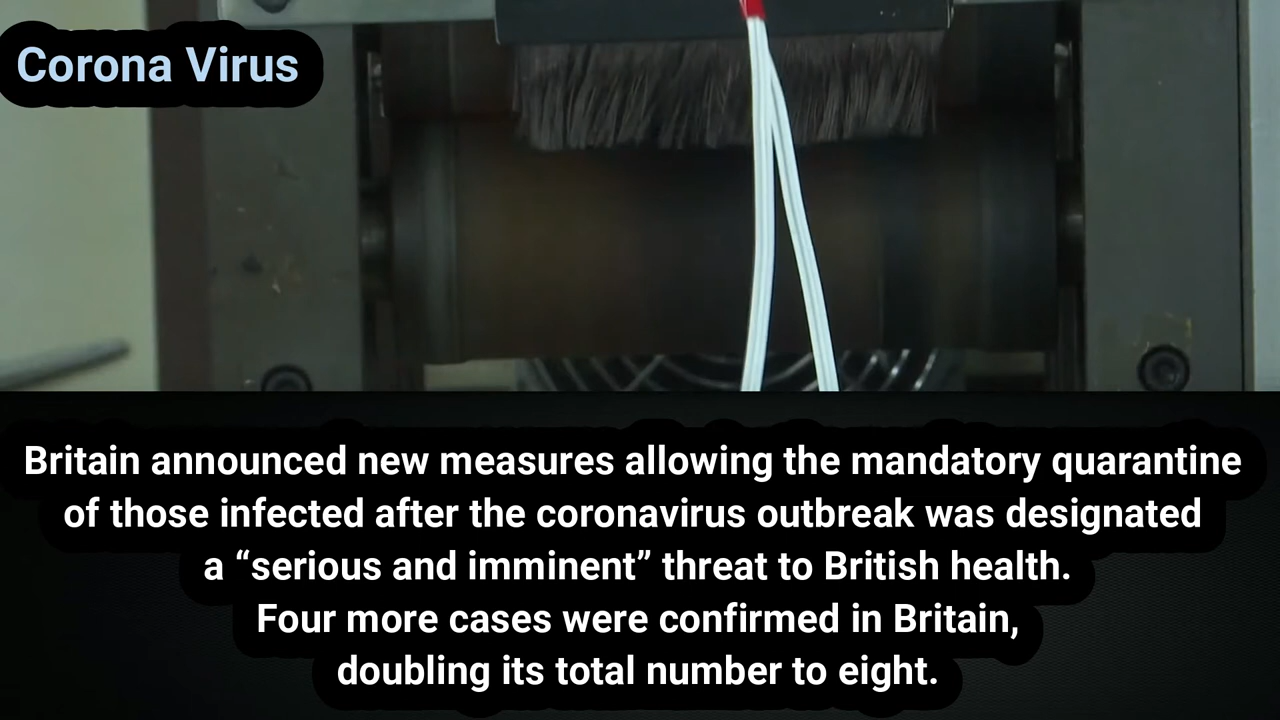 Corona Virus
Britain announced new measures allowing the mandatory quarantine
of those infected after the coronavirus outbreak was designated
a “serious and imminent” threat to British health.
Four more cases were confirmed in Britain,
doubling its total number to eight.